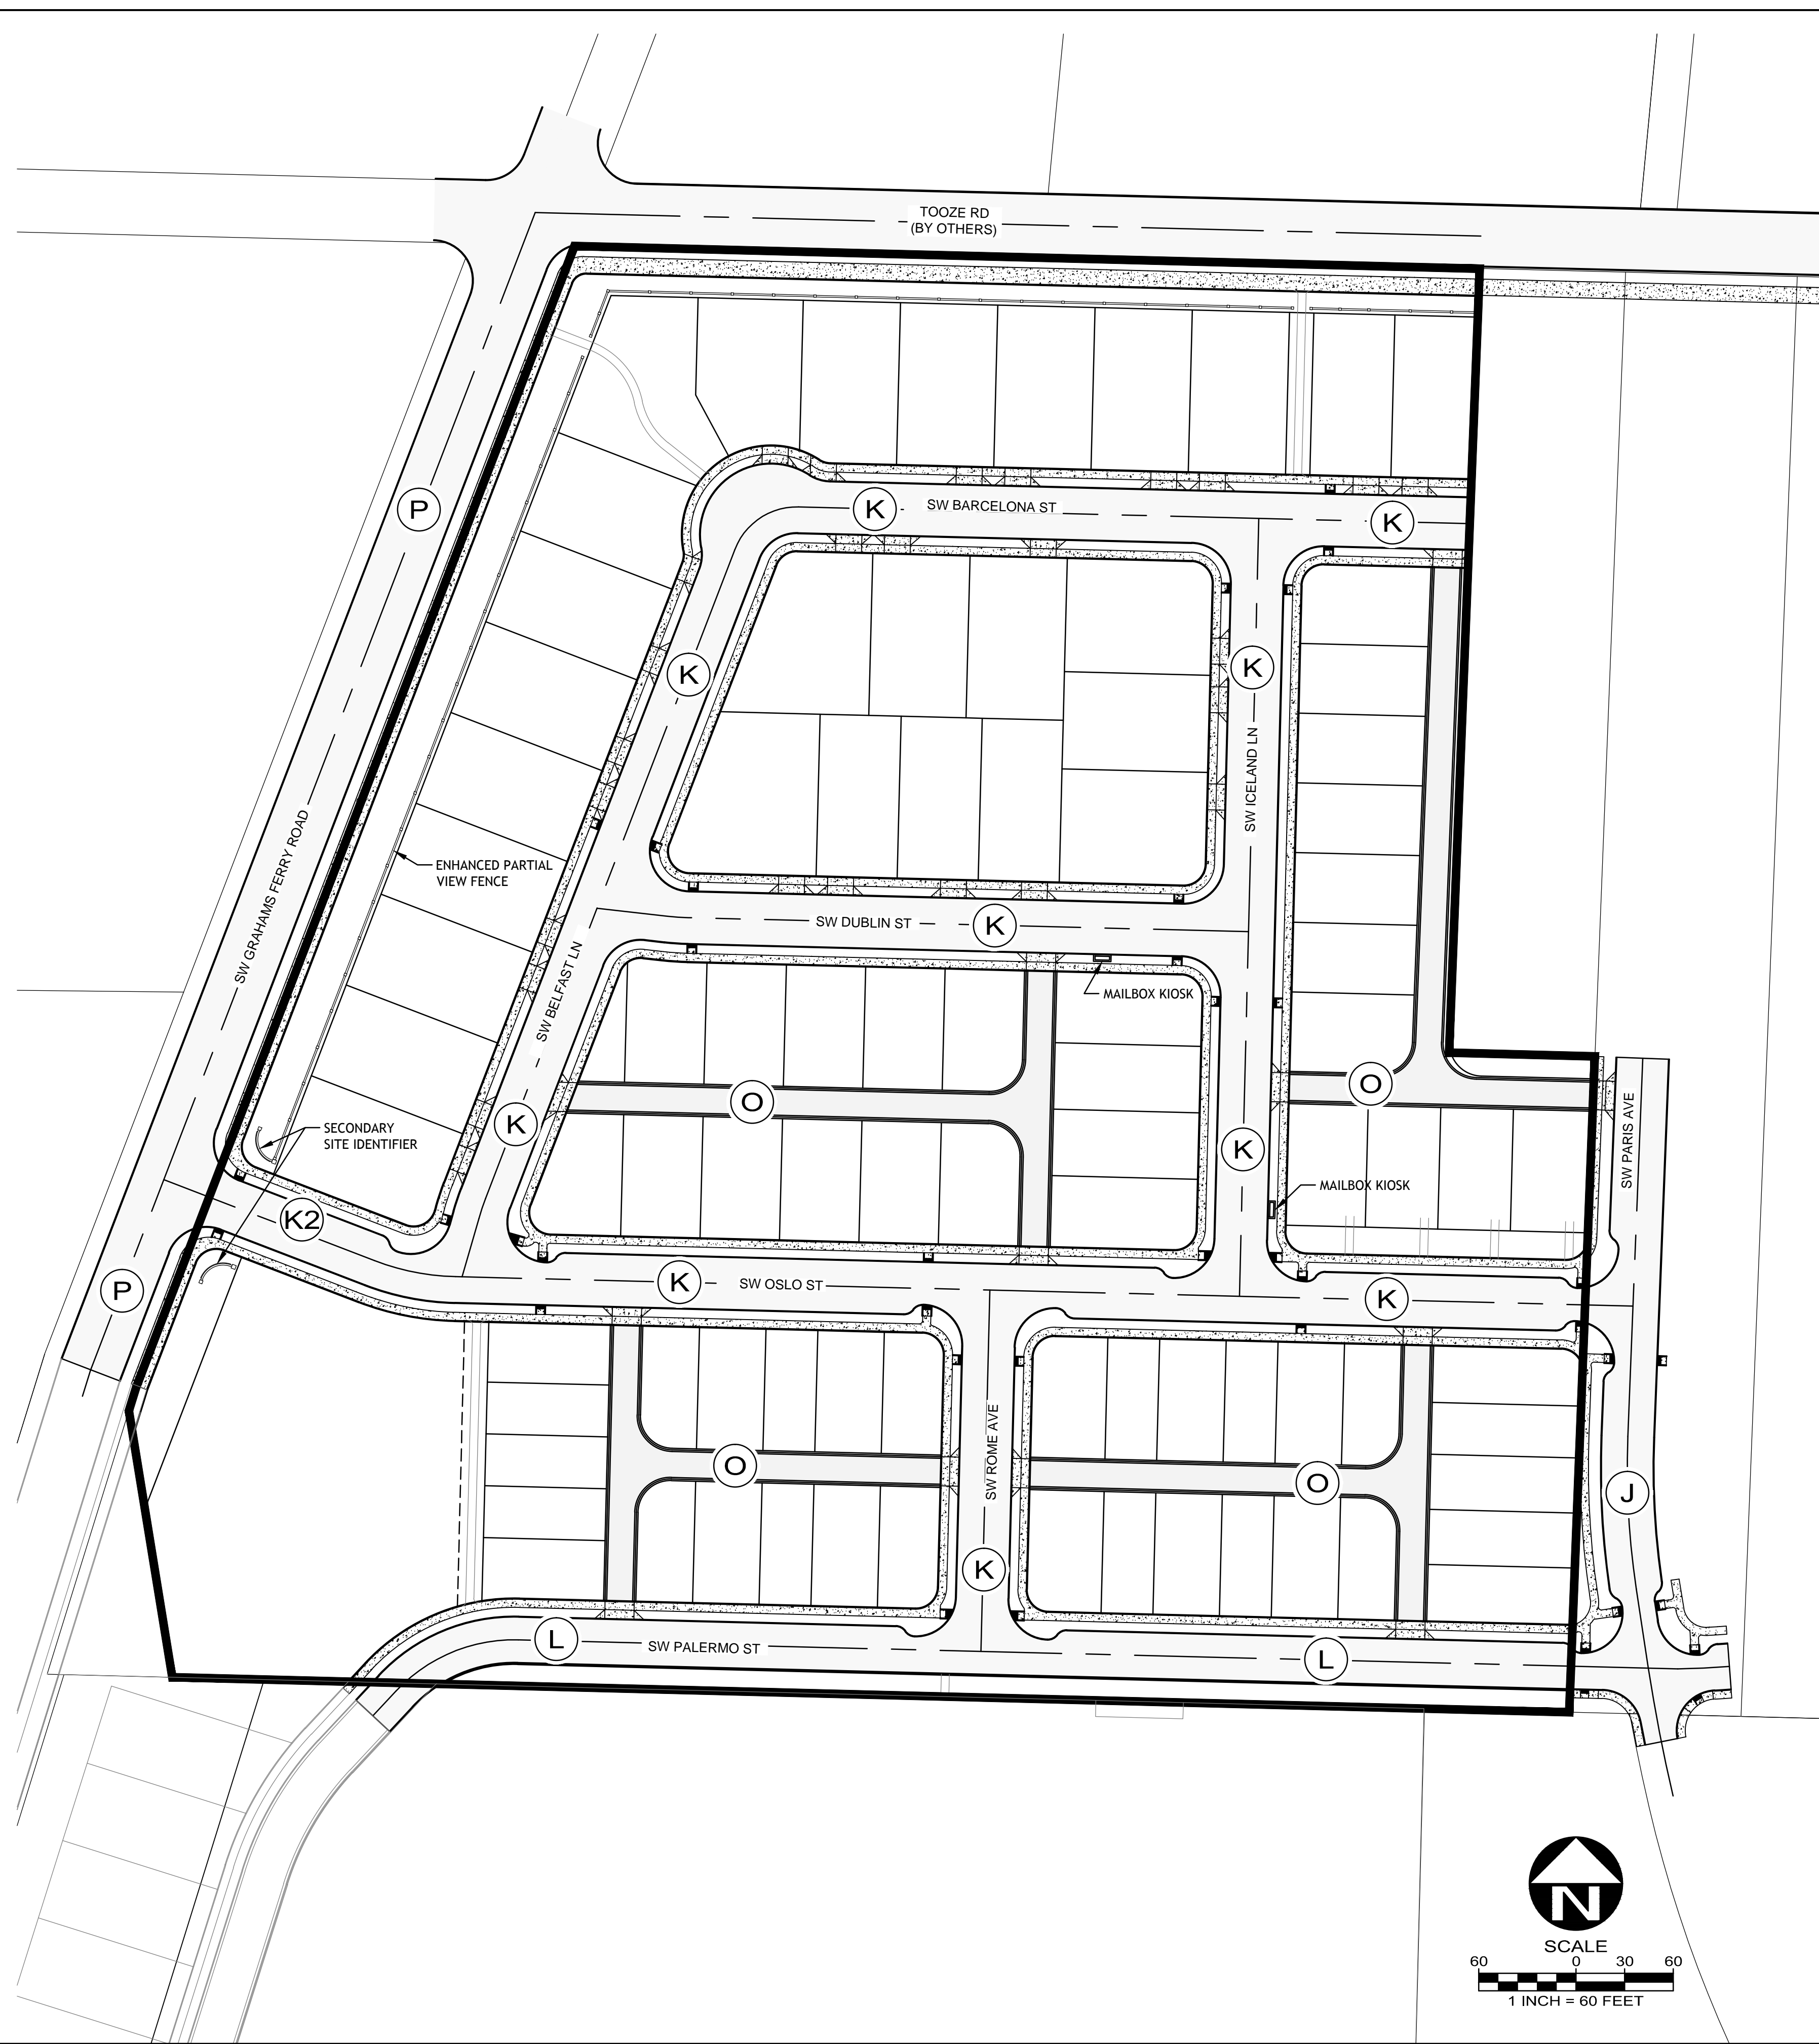 TOOZE RD
(BY OTHERS)
P
K
SW BARCELONA ST
K
K
K
SW ICELAND LN
SW GRAHAMS FERRY ROAD
ENHANCED PARTIAL
VIEW FENCE
SW DUBLIN ST
K
SW BELFAST LN
MAILBOX KIOSK
O
O
K
SECONDARY
SITE IDENTIFIER
K
SW PARIS AVE
MAILBOX KIOSK
K2
P
K
SW OSLO ST
K
SW ROME AVE
O
O
J
K
L
SW PALERMO ST
L
N
SCALE
60 0 30 60
1 INCH = 60 FEET